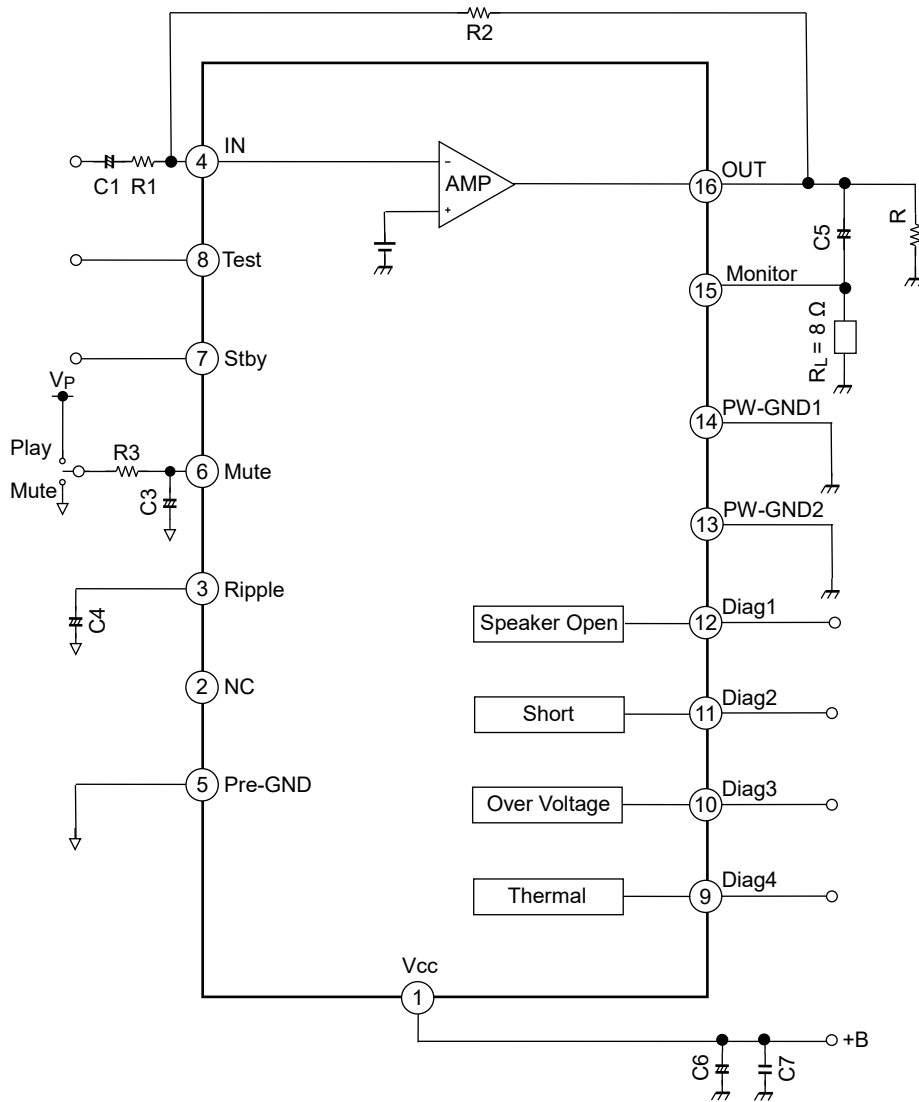 R2
IN
4
C1
R1
AMP
-
+
OUT
16
C5
R
8
Test
Monitor
15
RL = 8 Ω
7
Stby
VP
Play
Mute
R3
6
Mute
C3
PW-GND1
14
PW-GND2
13
3
Ripple
C4
Speaker Open
12
Diag1
2
NC
Short
11
Diag2
5
Pre-GND
Over Voltage
10
Diag3
Thermal
9
Diag4
Vcc
1
C6
C7
+B